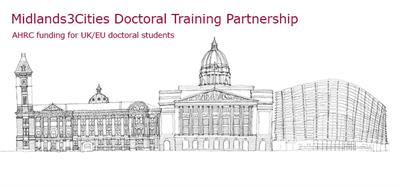 Midlands3Cities Doctoral Training Partnership
AHRC funding for UK/EU doctoral students